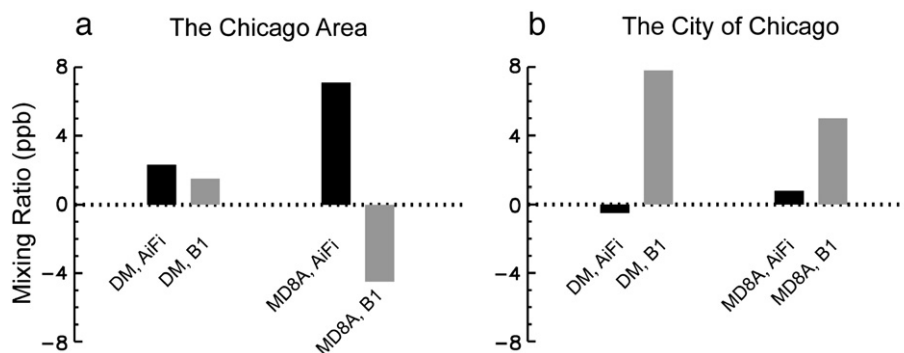 a The Chicago Area
8
4
0
−4
−8
Mixing Ratio (ppb)
DM, AiFi
DM, B1
MD8A, AiFi
MD8A, B1
b The City of Chicago
8
4
0
−4
−8
DM, AiFi
DM, B1
MD8A, AiFi
MD8A, B1